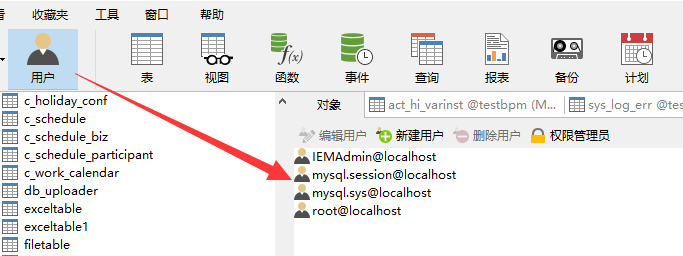 看 收藏夹 工具 窗口 帮助
用户 表 视图 函数 事件 查询 报表 备份 计划
c_holiday_conf
c_schedule
c_schedule_biz
c_schedule_participant
c_work_calendar
db_uploader
exceltable
exceltable1
filetable
对象 act_hi_varinst @testbpm (M... sys_log_err @te
编辑用户 新建用户 删除用户 权限管理员
IEMAdmin@localhost
mysql.session@localhost
mysql.sys@localhost
root@localhost